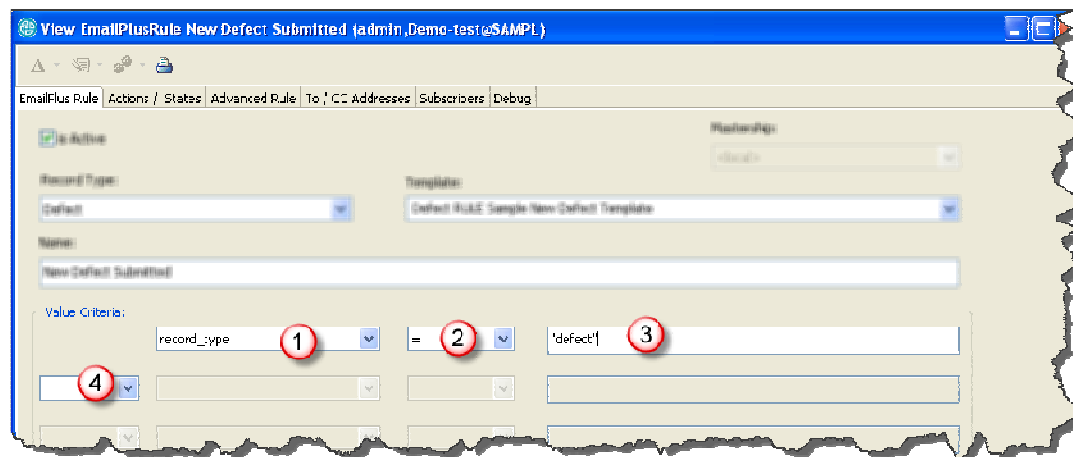 View EmailPlusRule New Defect Submitted (admin,Demo-test@SAMPL)
EmailPlus Rule Actions / States Advanced Rule To / CC Addresses Subscribers Debug
Is Active
Mastership:
<local>
Record Type:
Template:
Defect
Defect RULE Sample New Defect Template
Name:
New Defect Submitted
Value Criteria:
record_type 1 = 2 "defect" 3
4